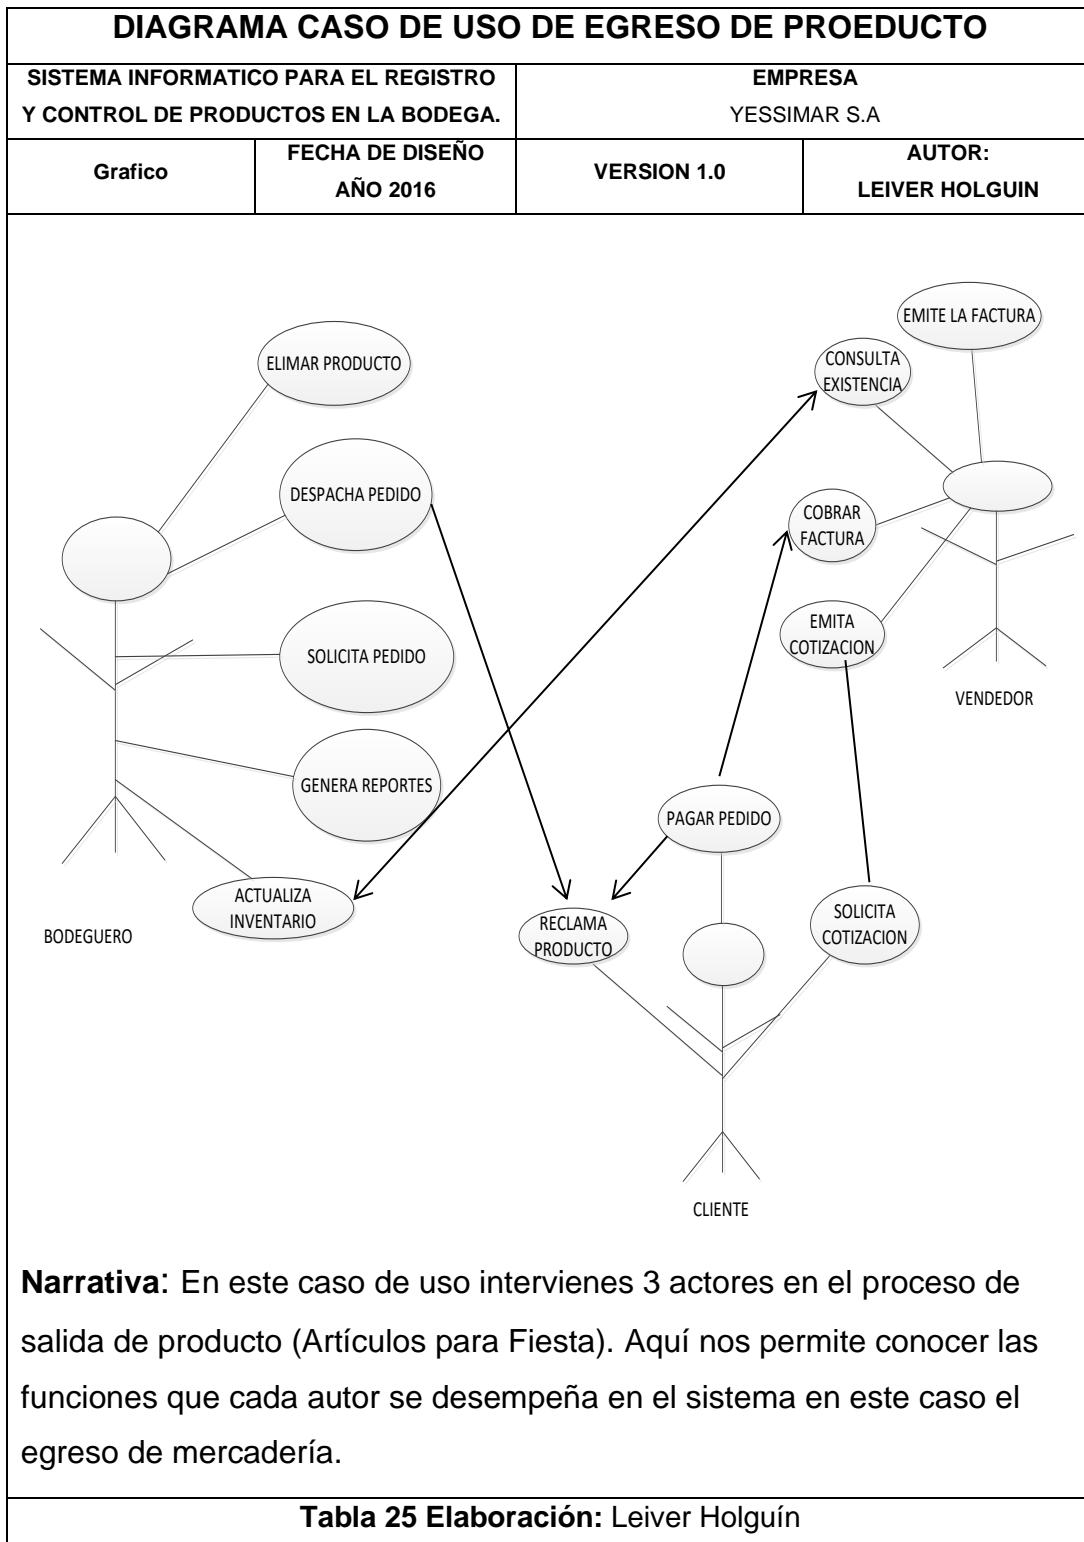 DIAGRAMA CASO DE USO DE EGRESO DE PROEDUCTO
SISTEMA INFORMATICO PARA EL REGISTRO
Y CONTROL DE PRODUCTOS EN LA BODEGA.
EMPRESA
YESSIMAR S.A
Grafico
FECHA DE DISEÑO
AÑO 2016
VERSION 1.0
AUTOR:
LEIVER HOLGUIN
EMITE LA FACTURA
ELIMAR PRODUCTO
CONSULTA
EXISTENCIA
DESPACHA PEDIDO
COBRAR
FACTURA
EMITA
COTIZACION
SOLICITA PEDIDO
VENDEDOR
GENERA REPORTES
PAGAR PEDIDO
ACTUALIZA
INVENTARIO
RECLAMA
PRODUCTO
SOLICITA
COTIZACION
BODEGUERO
CLIENTE
Narrativa: En este caso de uso intervienes 3 actores en el proceso de
salida de producto (Artículos para Fiesta). Aquí nos permite conocer las
funciones que cada autor se desempeña en el sistema en este caso el
egreso de mercadería.
Tabla 25 Elaboración: Leiver Holguín